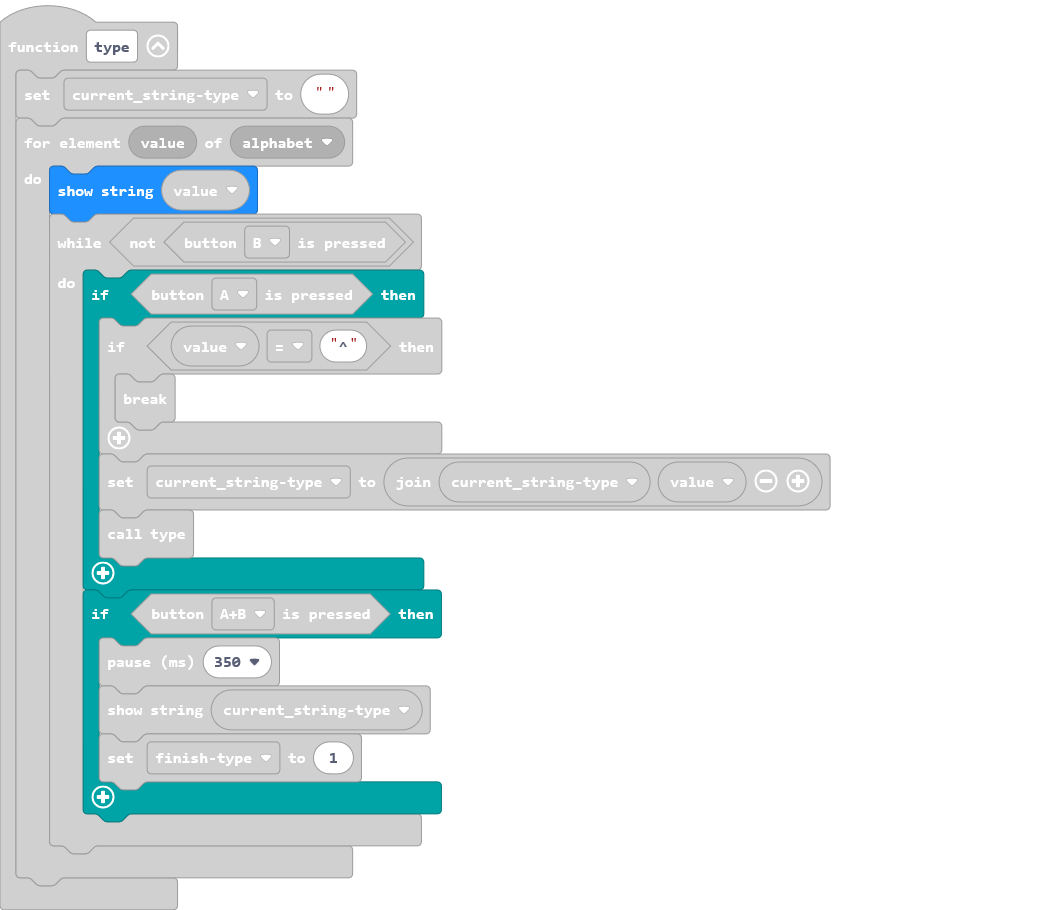 function type
set current_string-type to " "
for element value of alphabet
do show string value
while not button B is pressed
do if button A is pressed then
if value = "^" then
break
set current_string-type to join current_string-type value
call type
if button A+B is pressed then
pause (ms) 350
show string current_string-type
set finish-type to 1